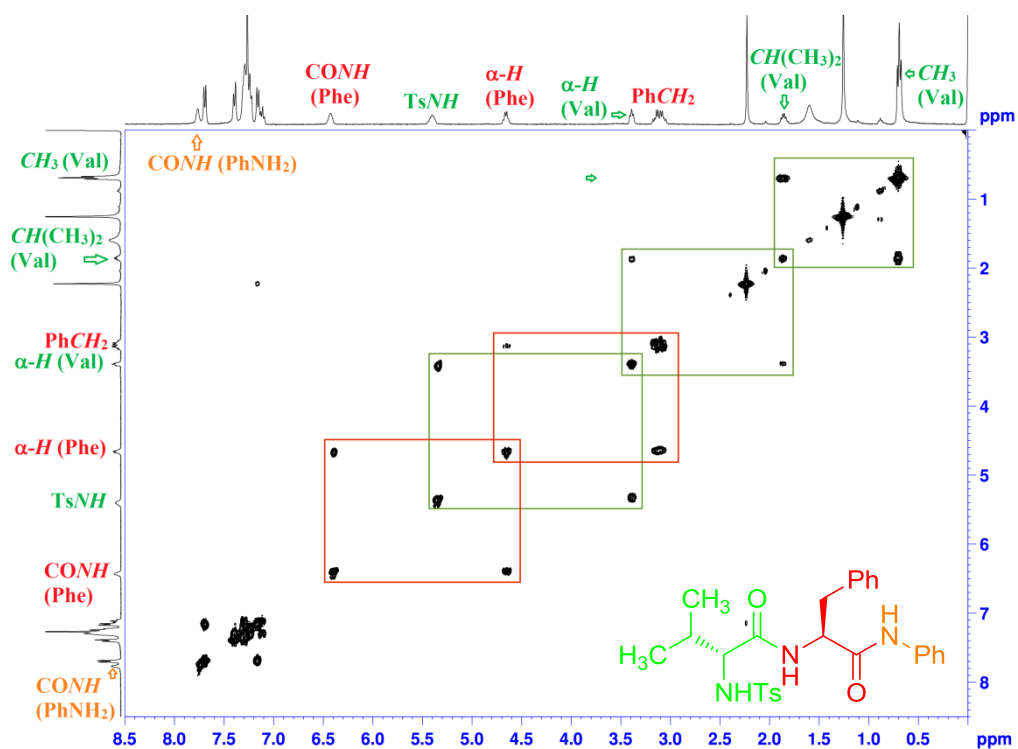 CONH
(Phe)
TsNH
α-H
(Phe)
α-H
(Val)
PhCH2
CH(CH3)2
(Val)
CH3
(Val)
ppm
CONH (PhNH2)
CH3 (Val)
CH(CH3)2
(Val)
PhCH2
α-H (Val)
α-H (Phe)
TsNH
CONH
(Phe)
CONH
(PhNH2)
1
2
3
4
5
6
7
8
CH3
H3C
O
NHTs
N
H
Ph
O
H
N
Ph
8.5 8.0 7.5 7.0 6.5 6.0 5.5 5.0 4.5 4.0 3.5 3.0 2.5 2.0 1.5 1.0 0.5 ppm